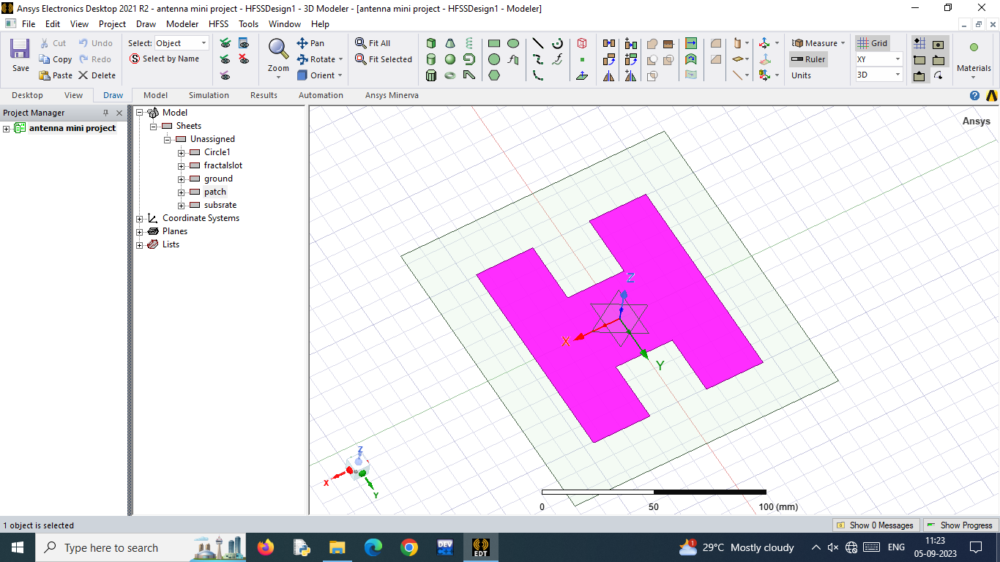 Ansys Electronics Desktop 2021 R2 - antenna mini project - HFSSDesign1 - 3D Modeler - [antenna mini project - HFSSDesign1 - Modeler]
File Edit View Project Draw Modeler HFSS Tools Window Help
Save
Cut
Copy
Paste
Undo
Redo
Delete
Select: Object
Select by Name
Zoom
Pan
Rotate
Orient
Fit All
Fit Selected
Measure
Ruler
Units
Grid
XY
3D
Materials
Desktop View Draw Model Simulation Results Automation Ansys Minerva
Project Manager
antenna mini project
Model
Sheets
Unassigned
Circle1
fractalslot
ground
patch
subsrate
Coordinate Systems
Planes
Lists
Ansys
Z
X
Y
Z
X
Y
0 50 100 (mm)
1 object is selected
Show 0 Messages
Show Progress
Type here to search
DEV
EDT
1
29°C Mostly cloudy
ENG
11:23
05-09-2023